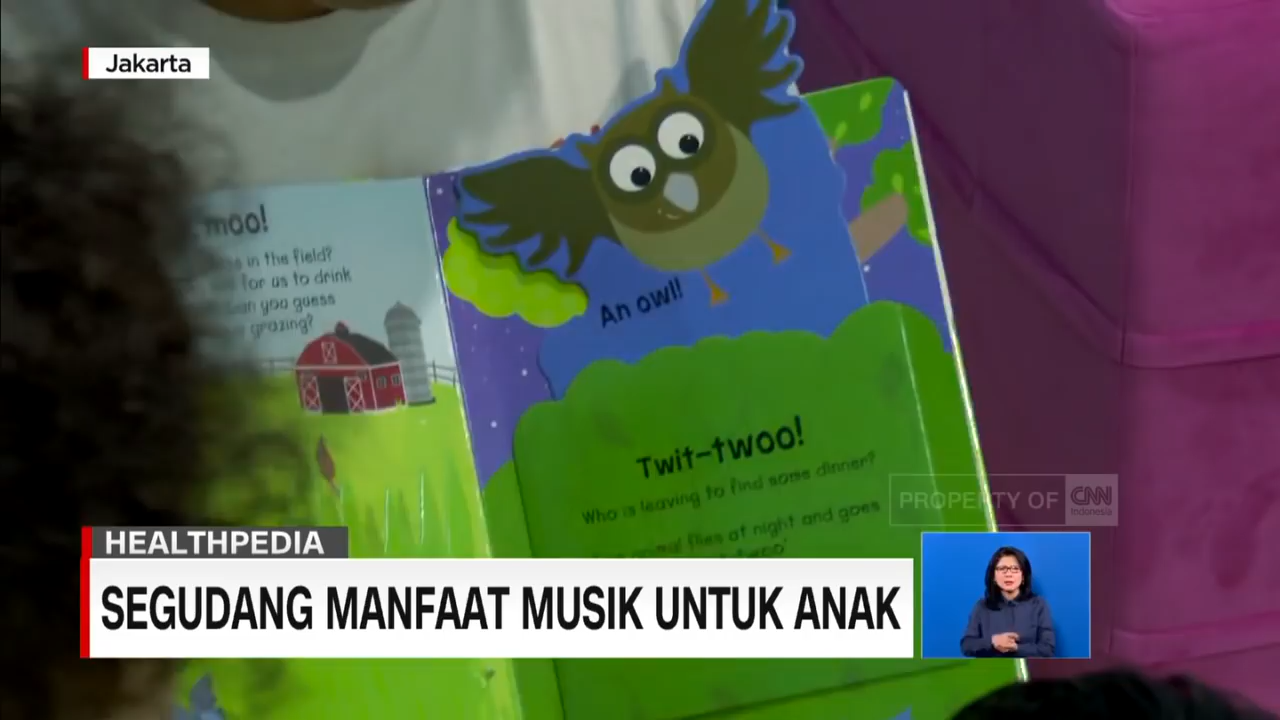 Jakarta
moo!
in the field?
for us to drink
you guess
grazing?
An owl!
Twit-twoo!
Who is leaving to find some dinner?
flies at night and goes
PROPERTY OF CNN
Indonesia
HEALTHPEDIA
SEGUDANG MANFAAT MUSIK UNTUK ANAK